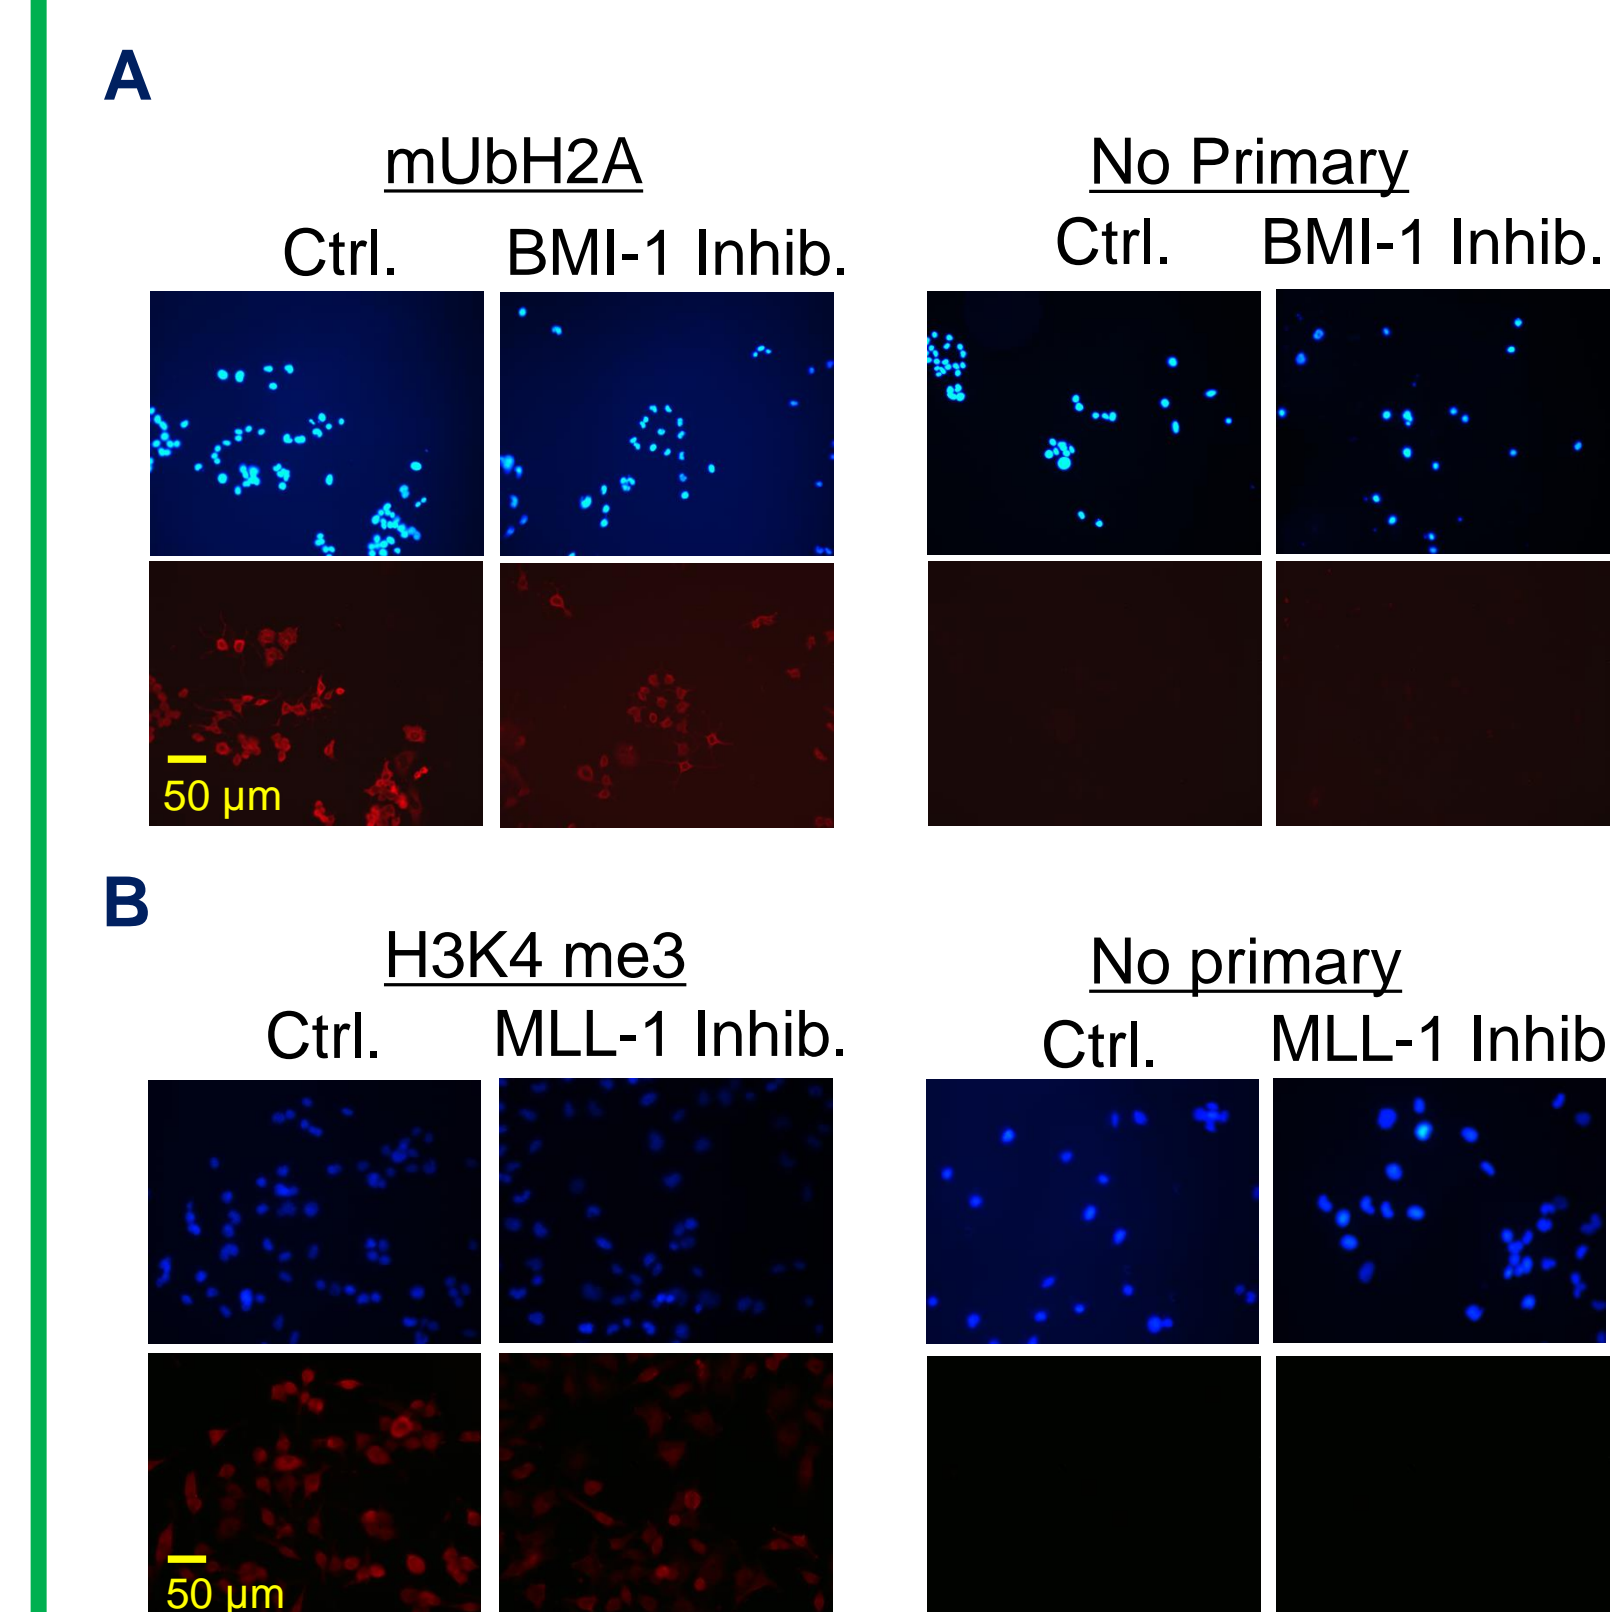 A
mUbH2A
No Primary
Ctrl.
BMI-1 Inhib.
Ctrl.
BMI-1 Inhib.
50 µm
B
H3K4 me3
No primary
Ctrl.
MLL-1 Inhib.
Ctrl.
MLL-1 Inhib
50 µm